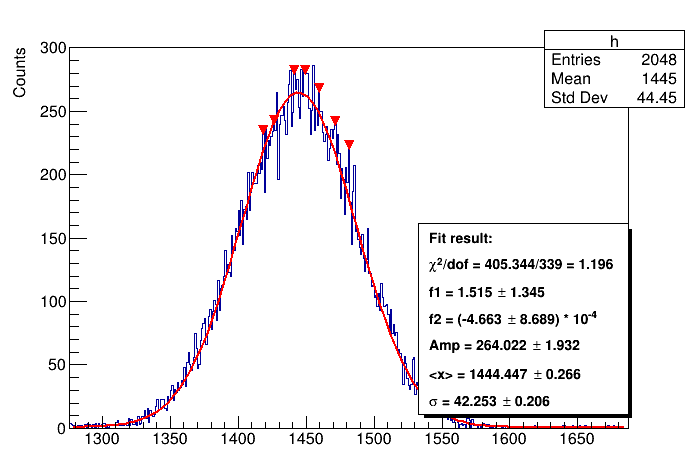 h
Entries 2048
Mean 1445
Std Dev 44.45
Counts
300
250
200
150
100
50
0
Fit result:
χ²/dof = 405.344/339 = 1.196
f1 = 1.515 ± 1.345
f2 = (-4.663 ± 8.689) * 10⁻⁴
Amp = 264.022 ± 1.932
<x> = 1444.447 ± 0.266
σ = 42.253 ± 0.206
1300 1350 1400 1450 1500 1550 1600 1650